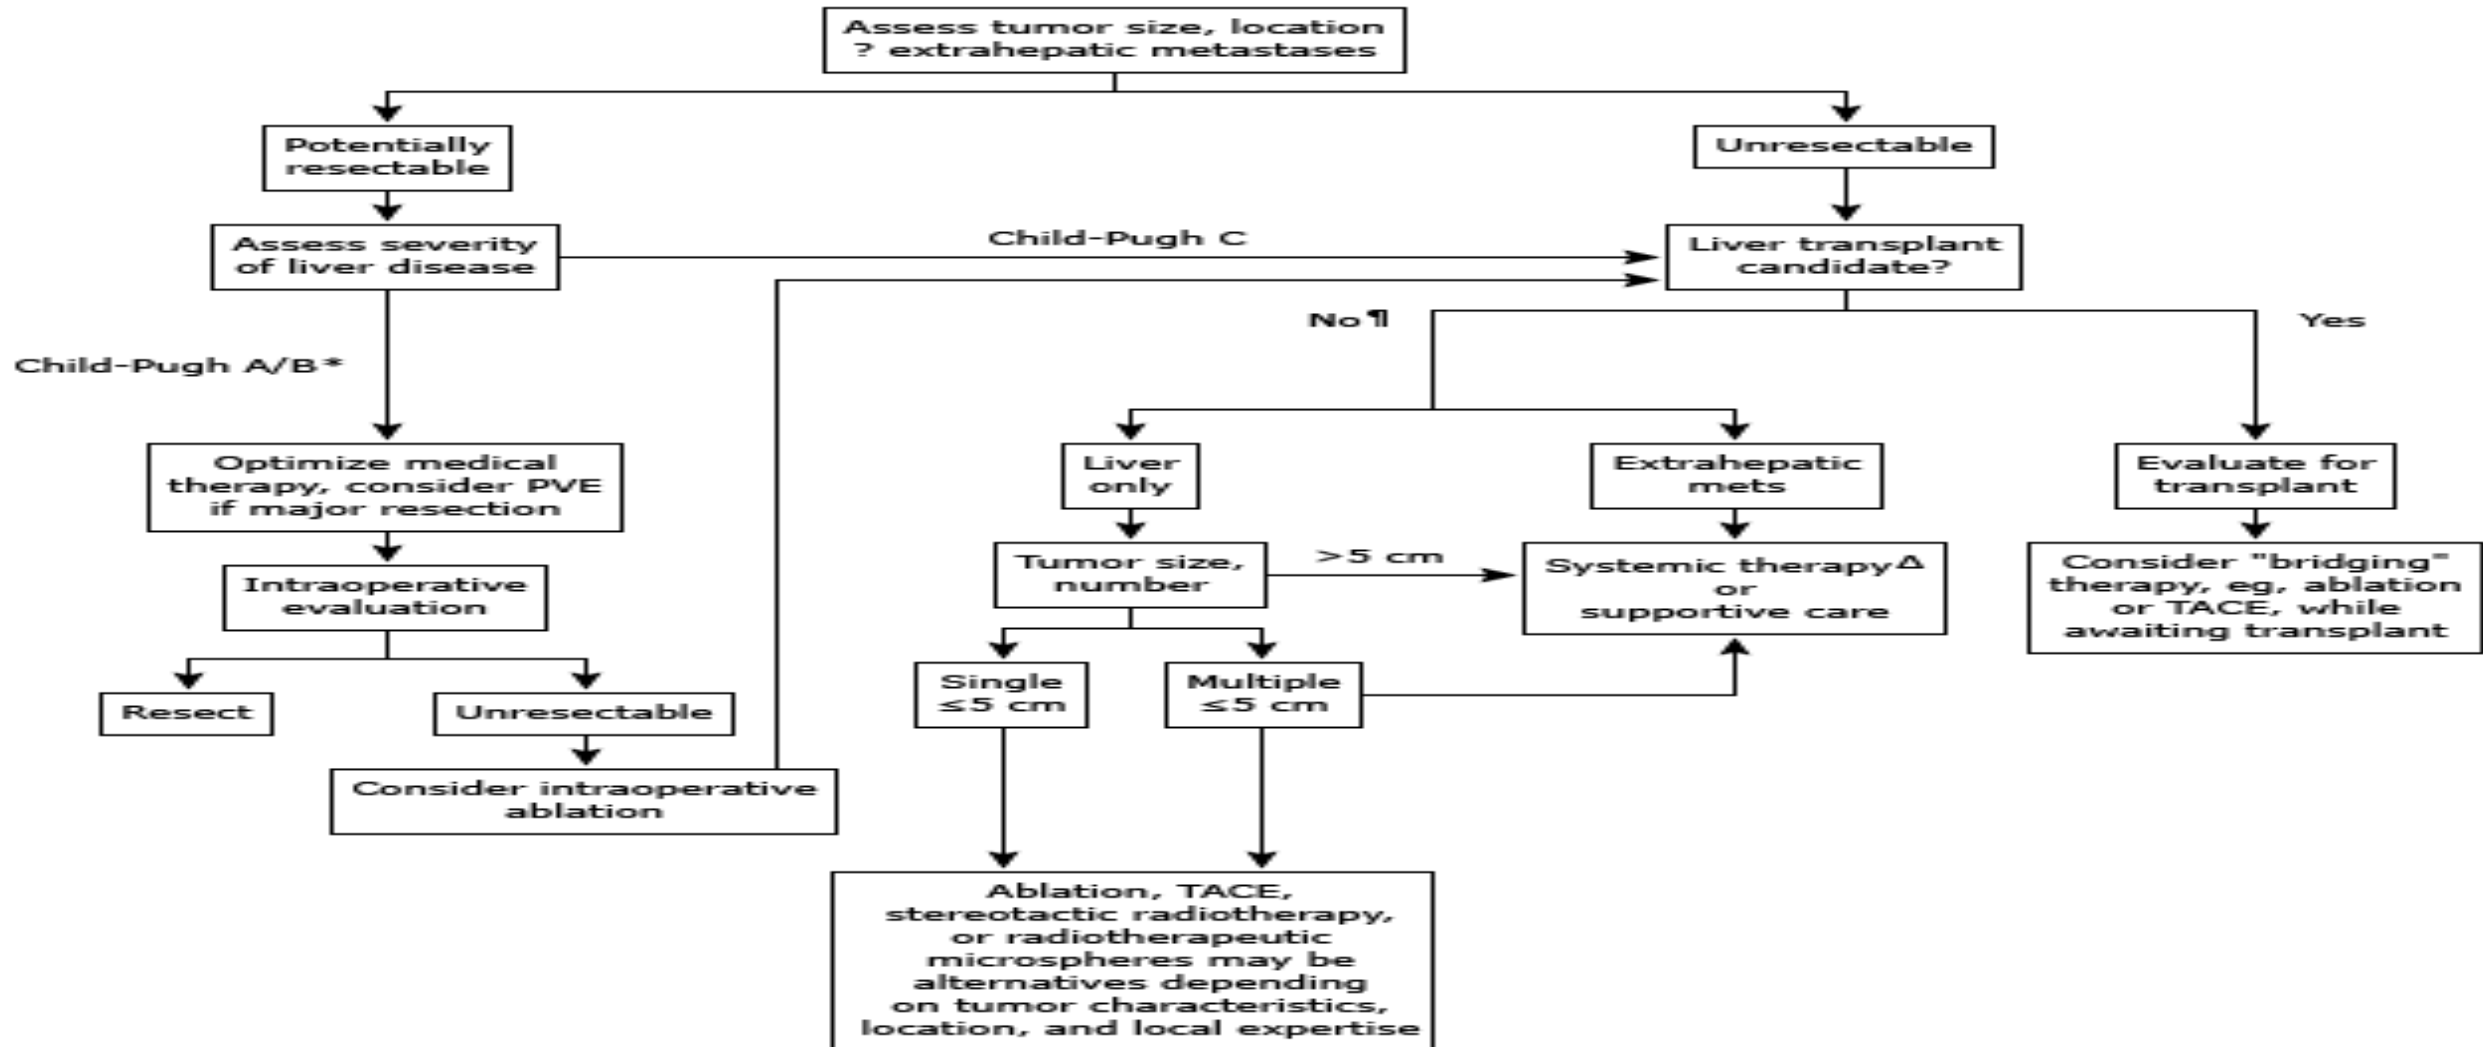 Assess tumor size, location
? extrahepatic metastases
Potentially
resectable
Unresectable
Assess severity
of liver disease
Child-Pugh C
Liver transplant
candidate?
No¶
Yes
Child-Pugh A/B*
Optimize medical
therapy, consider PVE
if major resection
Liver
only
Extrahepatic
mets
Evaluate for
transplant
Intraoperative
evaluation
Tumor size,
number
>5 cm
Systemic therapyΔ
or
supportive care
Consider "bridging"
therapy, eg, ablation
or TACE, while
awaiting transplant
Resect
Unresectable
Single
≤5 cm
Multiple
≤5 cm
Consider intraoperative
ablation
Ablation, TACE,
stereotactic radiotherapy,
or radiotherapeutic
microspheres may be
alternatives depending
on tumor characteristics,
location, and local expertise